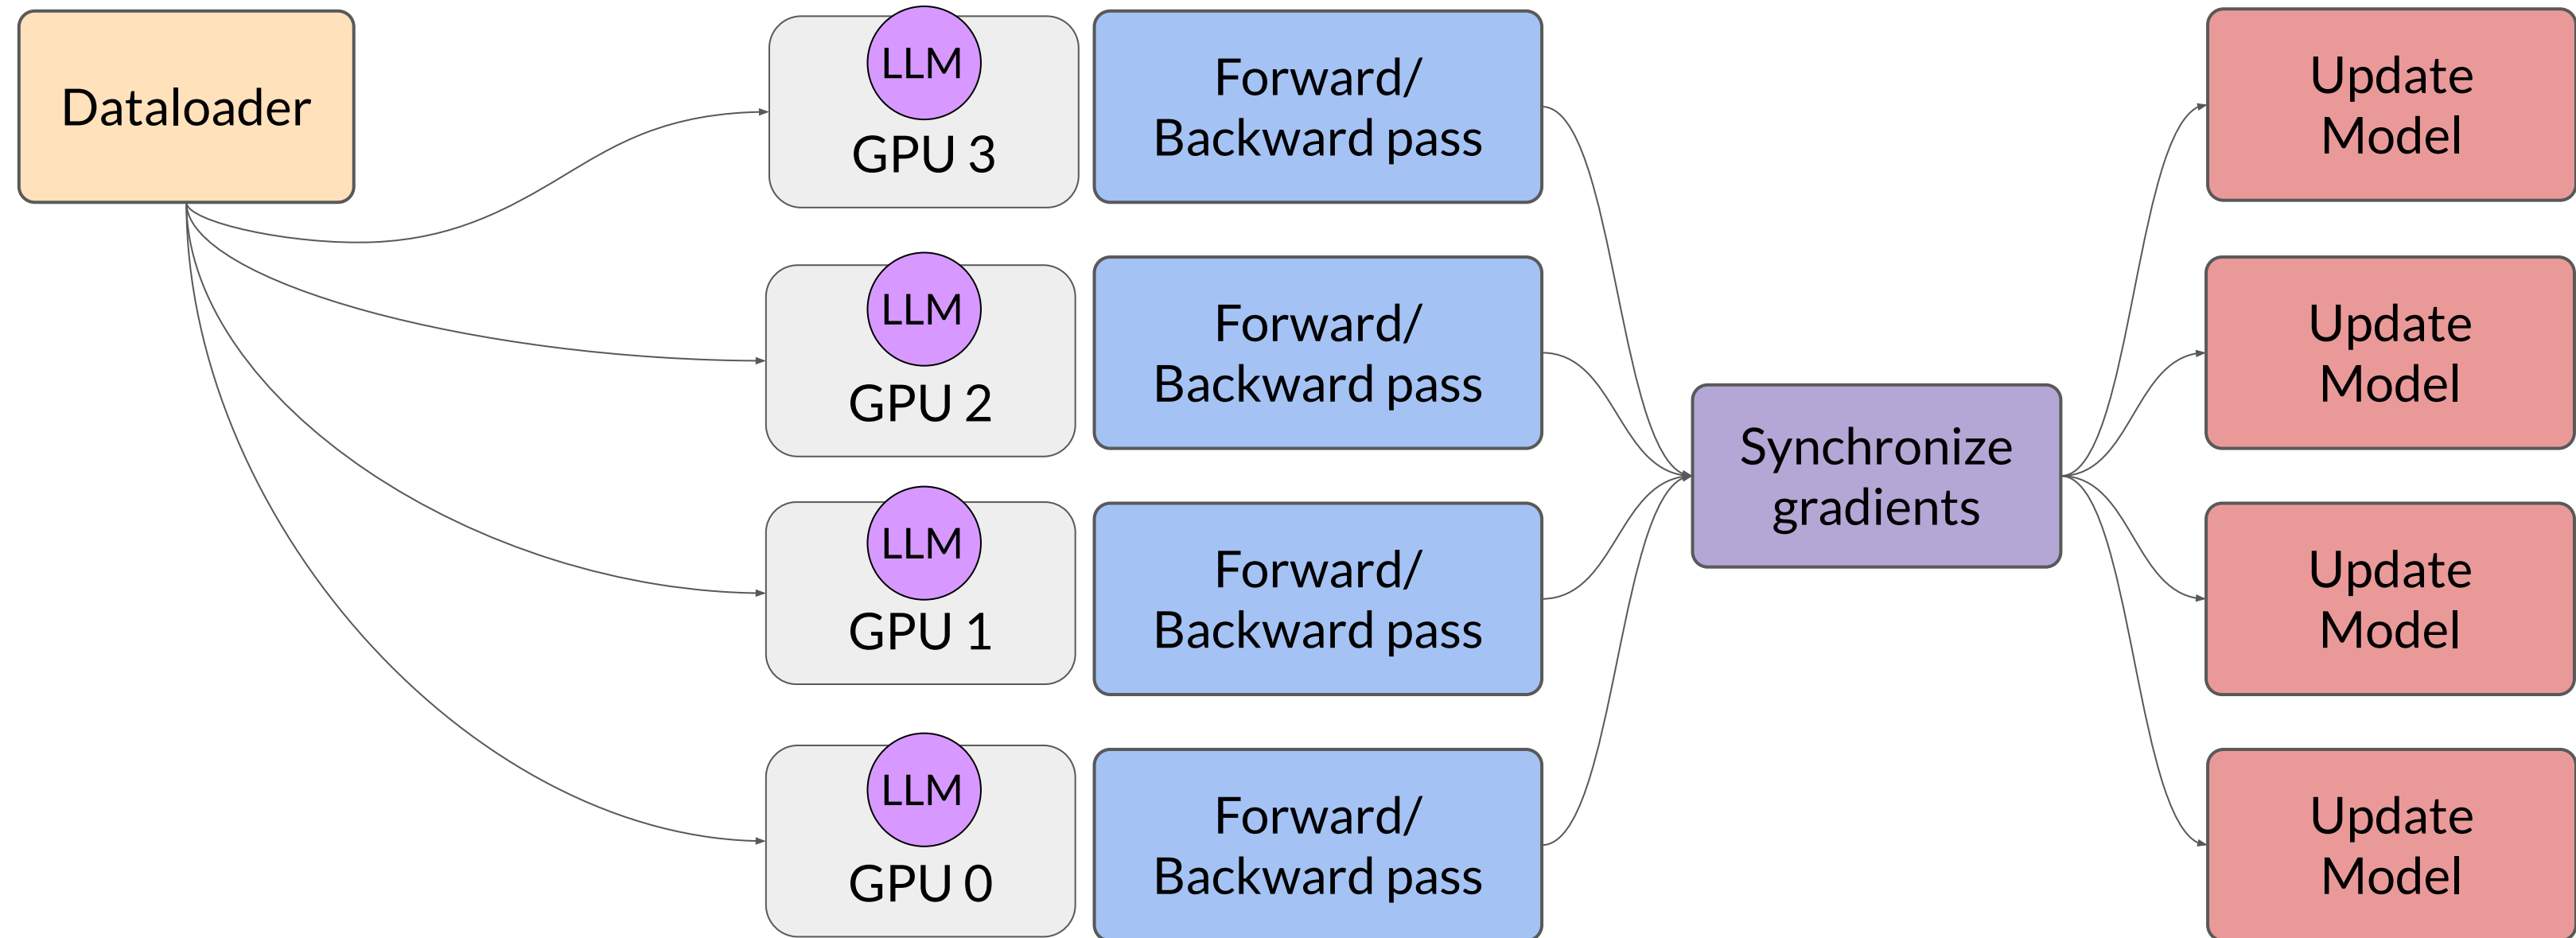 Dataloader
LLM
GPU 3
Forward/
Backward pass
Update
Model
LLM
GPU 2
Forward/
Backward pass
Update
Model
Synchronize
gradients
LLM
GPU 1
Forward/
Backward pass
Update
Model
LLM
GPU 0
Forward/
Backward pass
Update
Model